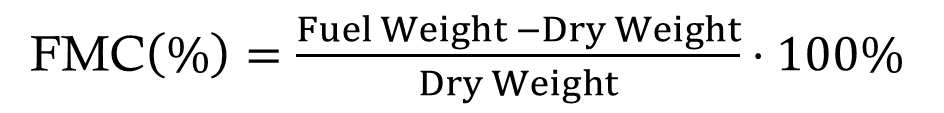 FMC(%) = Fuel Weight –Dry Weight / Dry Weight · 100%